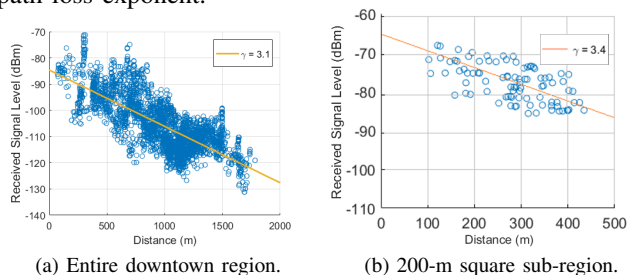 path loss exponent.
-70
-80
-90
-100
-110
-120
-130
-140
0
500
1000
1500
2000
Received Signal Level (dBm)
Distance (m)
γ = 3.1
(a) Entire downtown region.
-60
-70
-80
-90
-100
-110
0
100
200
300
400
500
Received Signal Level (dBm)
Distance (m)
γ = 3.4
(b) 200-m square sub-region.